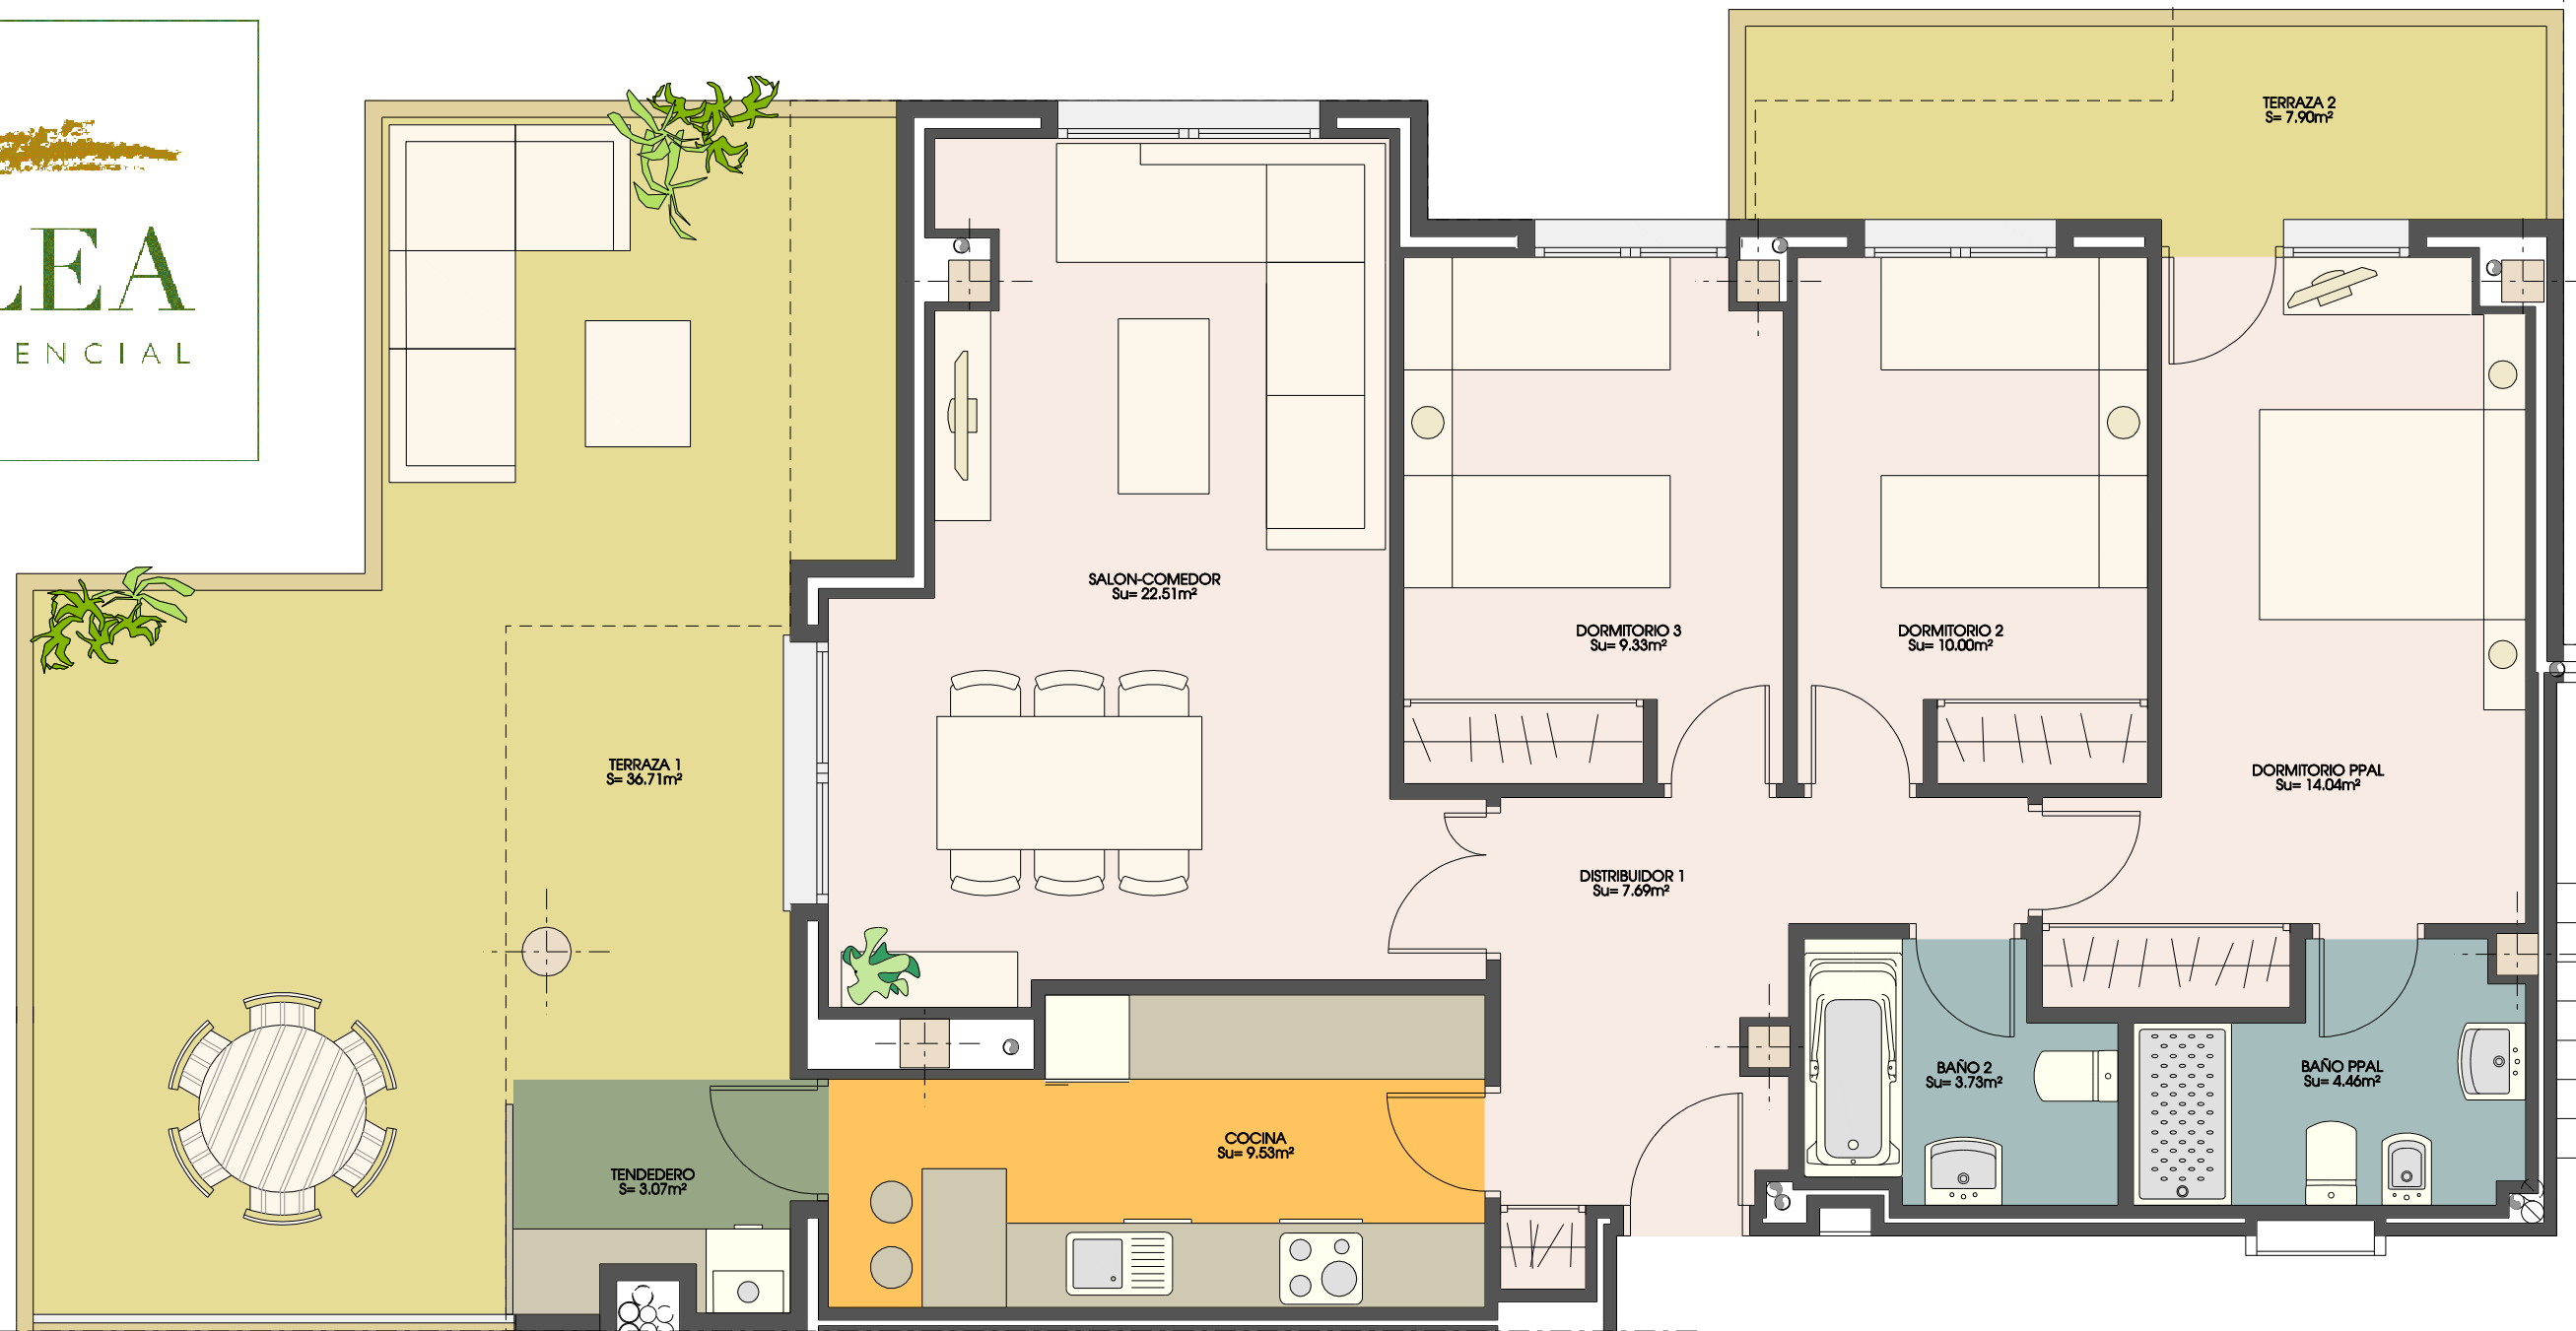 LEA
ENCIAL
TERRAZA 2
S= 7.90m²
SALON-COMEDOR
Su= 22.51m²
DORMITORIO 3
Su= 9.33m²
DORMITORIO 2
Su= 10.00m²
TERRAZA 1
S= 36.71m²
DORMITORIO PPAL
Su= 14.04m²
DISTRIBUIDOR 1
Su= 7.69m²
BAÑO 2
Su= 3.73m²
BAÑO PPAL
Su= 4.46m²
COCINA
Su= 9.53m²
TENDEDERO
S= 3.07m²